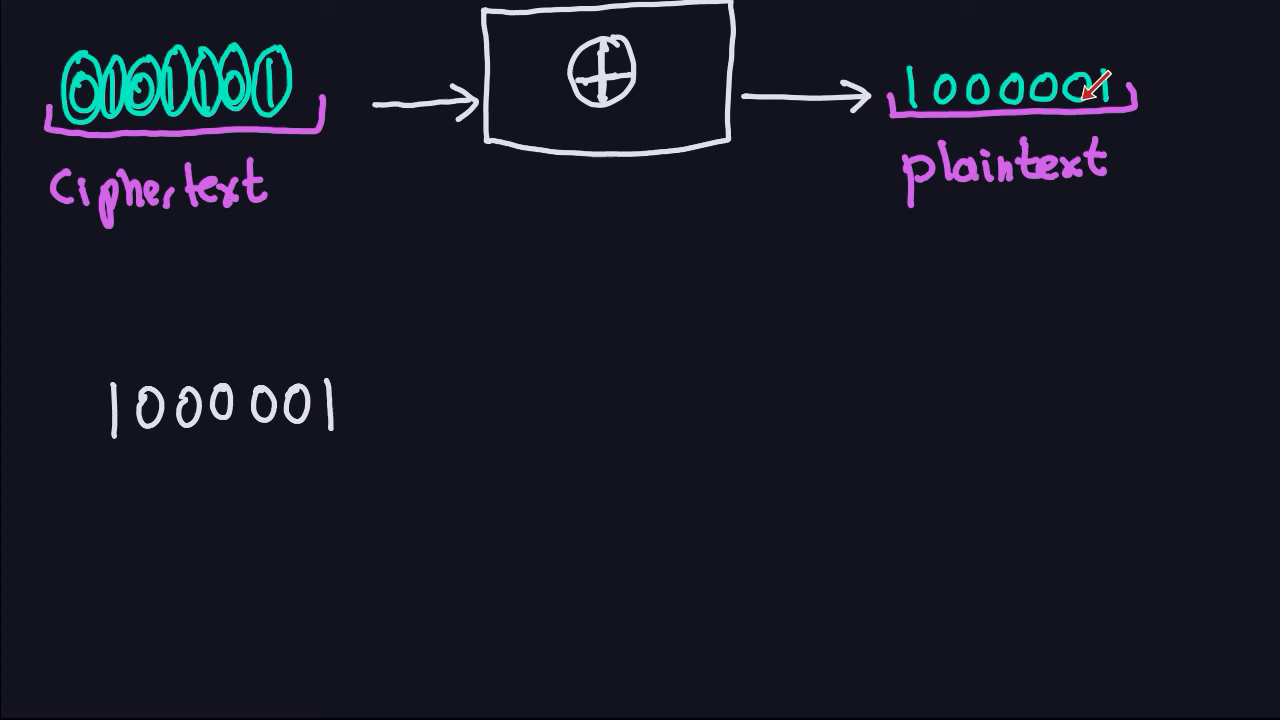 0101101 ⊕ 1000001
ciphertext plaintext
1000001